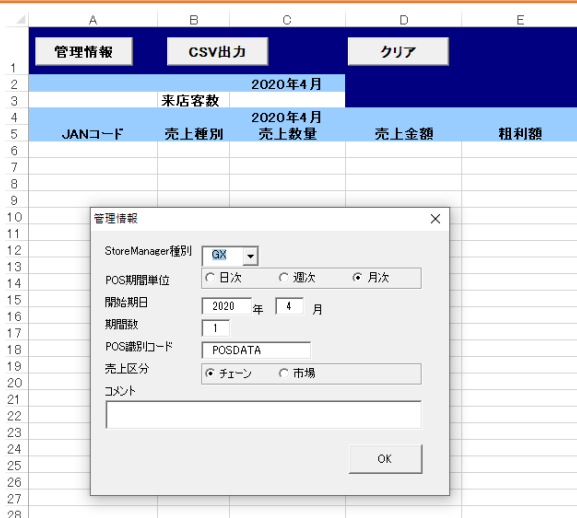 A B C D E
管理情報 CSV出力 クリア
1
2 2020年4月
3 来店客数
4 2020年4月
5 JANコード 売上種別 売上数量 売上金額 粗利額
6
7
8
9
10
11
12
13
14
15
16
17
18
19
20
21
22
23
24
25
26
27
28
管理情報
StoreManager種別 GX
POS期間単位 日次 週次 月次
開始期日 2020 年 4 月
期間数 1
POS識別コード POSDATA
売上区分 チェーン 市場
コメント
OK